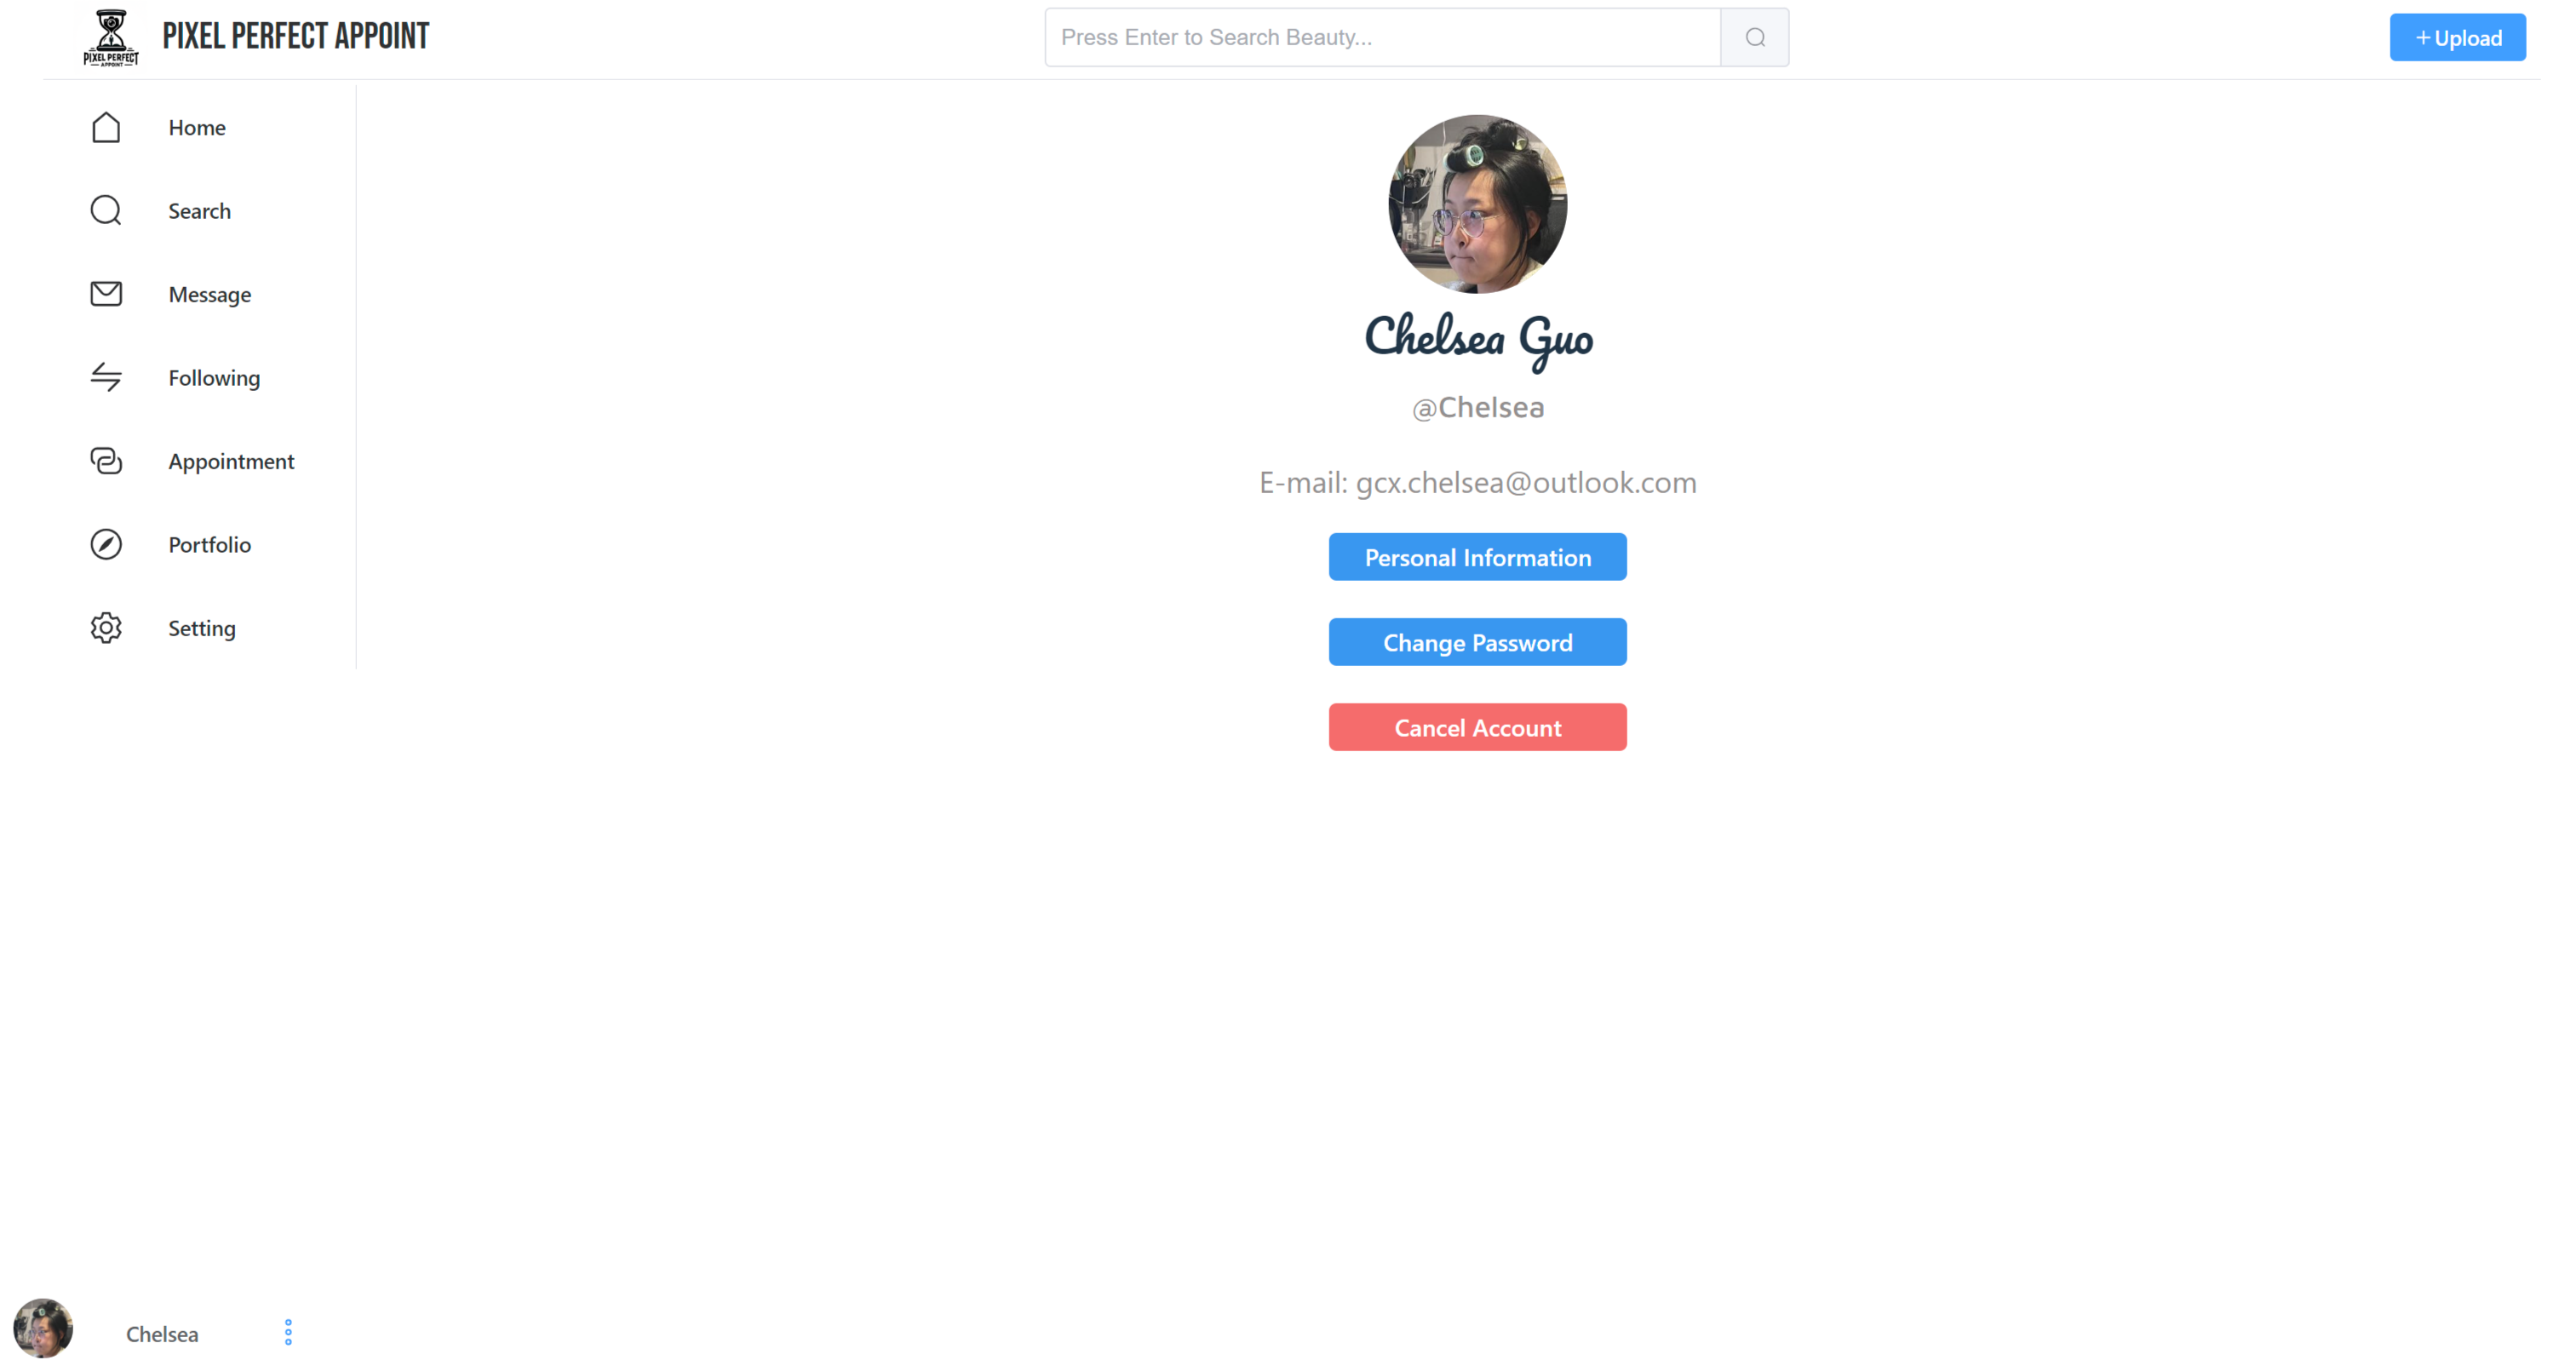 PIXEL PERFECT
APPOINT
PIXEL PERFECT APPOINT
Press Enter to Search Beauty...
+ Upload
Home
Search
Message
Following
Appointment
Portfolio
Setting
Chelsea Guo
@Chelsea
E-mail: gcx.chelsea@outlook.com
Personal Information
Change Password
Cancel Account
Chelsea